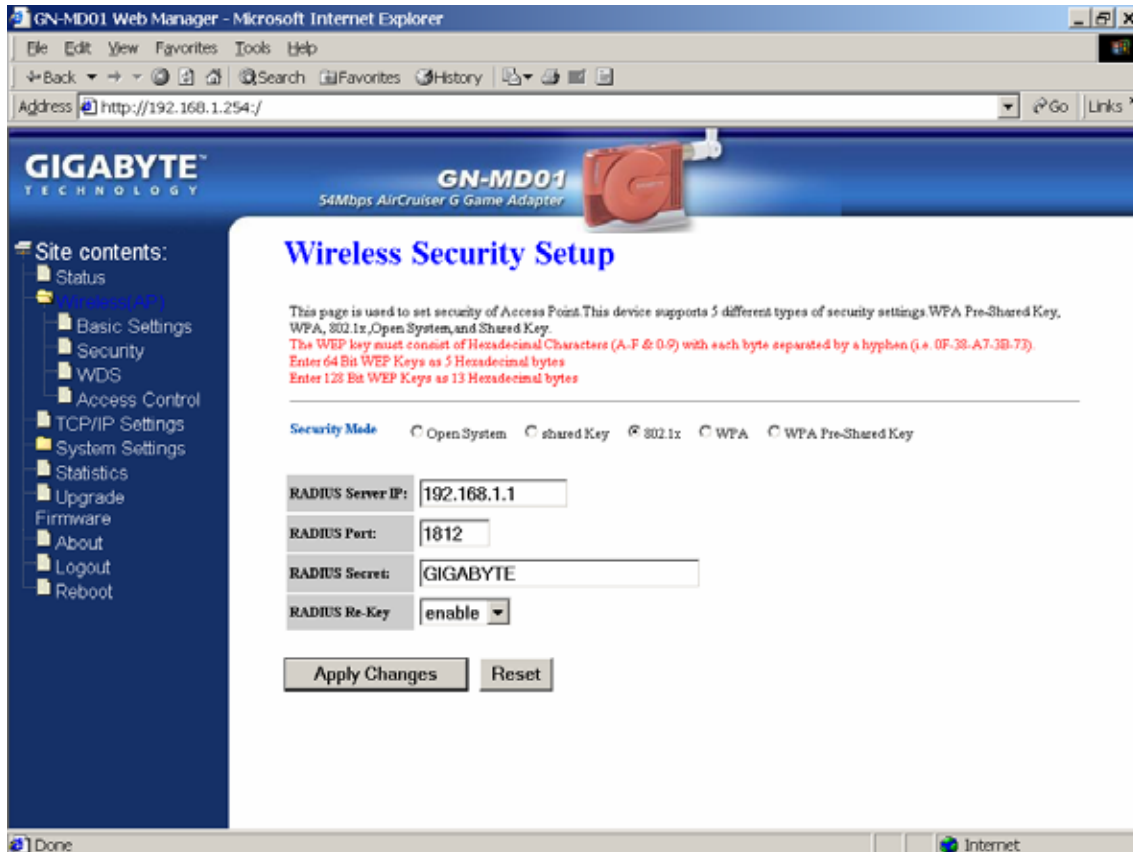 GN-MD01 Web Manager - Microsoft Internet Explorer
File Edit View Favorites Tools Help
Back Search Favorites History
Address http://192.168.1.254:/ Go Links
GIGABYTE™
TECHNOLOGY
GN-MD01
54Mbps AirCruiser G Game Adapter
Site contents:
Status
Wireless(AP)
Basic Settings
Security
WDS
Access Control
TCP/IP Settings
System Settings
Statistics
Upgrade
Firmware
About
Logout
Reboot
Wireless Security Setup
This page is used to set security of Access Point.This device supports 5 different types of security settings.WPA Pre-Shared Key,
WPA, 802.1x,Open System,and Shared Key.
The WEP key must consist of Hexadecimal Characters (A-F & 0-9) with each byte separated by a hyphen (i.e. 0F-38-A7-3B-73).
Enter 64 Bit WEP Keys as 5 Hexadecimal bytes
Enter 128 Bit WEP Keys as 13 Hexadecimal bytes
Security Mode Open System shared Key 802.1x WPA WPA Pre-Shared Key
RADIUS Server IP: 192.168.1.1
RADIUS Port: 1812
RADIUS Secret: GIGABYTE
RADIUS Re-Key enable
Apply Changes Reset
Done Internet